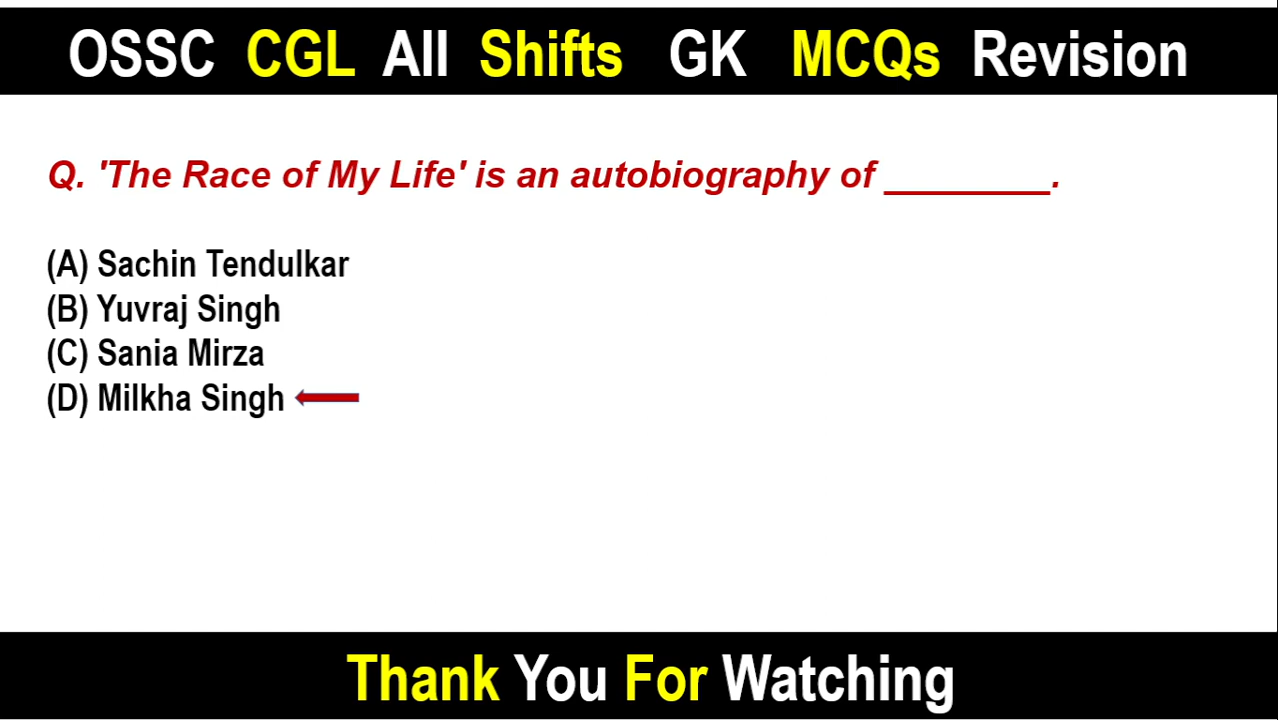 OSSC CGL All Shifts GK MCQs Revision
Q. 'The Race of My Life' is an autobiography of ________.
(A) Sachin Tendulkar
(B) Yuvraj Singh
(C) Sania Mirza
(D) Milkha Singh
Thank You For Watching